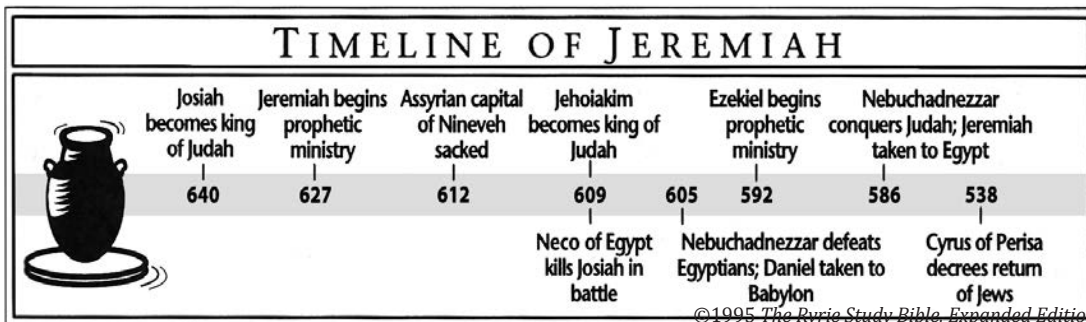 TIMELINE OF JEREMIAH
Josiah
becomes king
of Judah
640
Jeremiah begins
prophetic
ministry
627
Assyrian capital
of Nineveh
sacked
612
Jehoiakim
becomes king of
Judah
609
Neco of Egypt
kills Josiah in
battle
605
Nebuchadnezzar defeats
Egyptians; Daniel taken to
Babylon
Ezekiel begins
prophetic
ministry
592
Nebuchadnezzar
conquers Judah; Jeremiah
taken to Egypt
586
538
Cyrus of Perisa
decrees return
of Jews
©1995 The Ryrie Study Bible, Expanded Editio